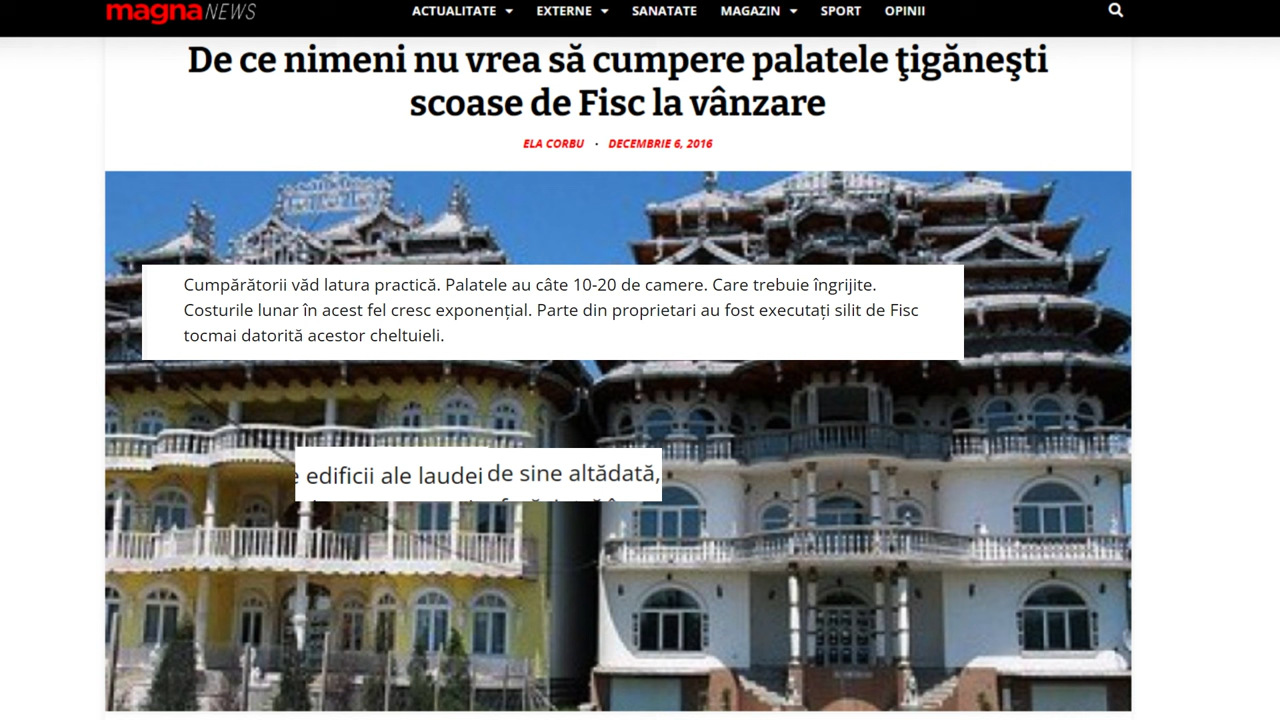 magnaNEWS
ACTUALITATE EXTERNE SANATATE MAGAZIN SPORT OPINII
De ce nimeni nu vrea să cumpere palatele ţigăneşti
scoase de Fisc la vânzare
ELA CORBU · DECEMBRIE 6, 2016
Cumpărătorii văd latura practică. Palatele au câte 10-20 de camere. Care trebuie îngrijite.
Costurile lunar în acest fel cresc exponențial. Parte din proprietari au fost executați silit de Fisc
tocmai datorită acestor cheltuieli.
edificii ale laudei de sine altădată,